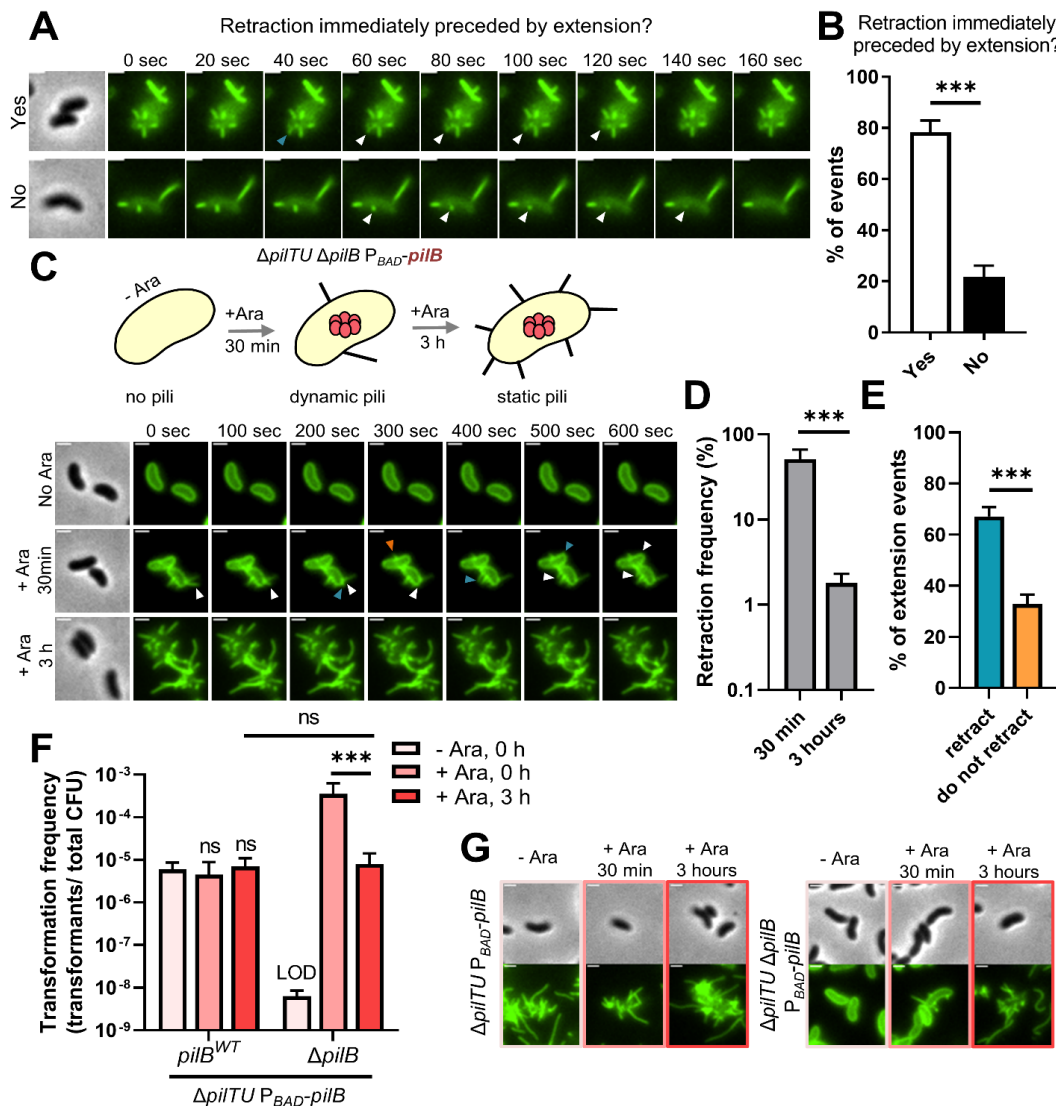 A
Retraction immediately preceded by extension?
0 sec 20 sec 40 sec 60 sec 80 sec 100 sec 120 sec 140 sec 160 sec
Yes
No
B
Retraction immediately
preceded by extension?
% of events
100
80
60
40
20
0
***
Yes
No
C
ΔpilTU ΔpilB PBAD-pilB
- Ara
+Ara
30 min
+Ara
3 h
no pili
dynamic pili
static pili
0 sec 100 sec 200 sec 300 sec 400 sec 500 sec 600 sec
No Ara
+ Ara
30min
+ Ara
3 h
D
Retraction frequency (%)
100
10
1
0.1
***
30 min
3 hours
E
% of extension events
100
80
60
40
20
0
***
retract
do not retract
F
Transformation frequency
(transformants/ total CFU)
10-3
10-4
10-5
10-6
10-7
10-8
10-9
ns
***
ns
ns
LOD
- Ara, 0 h
+ Ara, 0 h
+ Ara, 3 h
pilBWT
ΔpilB
ΔpilTU PBAD-pilB
G
- Ara
+ Ara
30 min
+ Ara
3 hours
ΔpilTU PBAD-pilB
- Ara
+ Ara
30 min
+ Ara
3 hours
ΔpilTU ΔpilB
PBAD-pilB